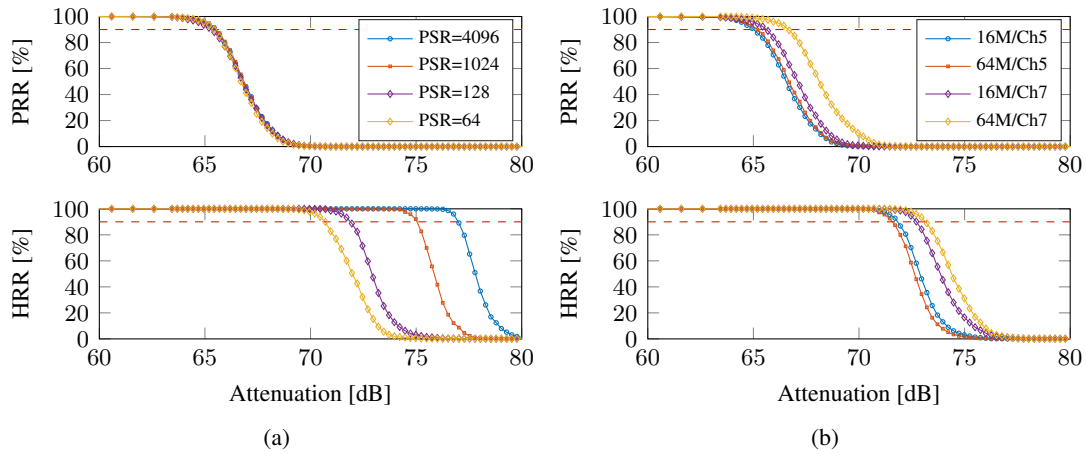 PRR [%]
100
80
60
40
20
0
60 65 70 75 80
PSR=4096
PSR=1024
PSR=128
PSR=64
HRR [%]
100
80
60
40
20
0
60 65 70 75 80
Attenuation [dB]
(a)
PRR [%]
100
80
60
40
20
0
60 65 70 75 80
16M/Ch5
64M/Ch5
16M/Ch7
64M/Ch7
HRR [%]
100
80
60
40
20
0
60 65 70 75 80
Attenuation [dB]
(b)